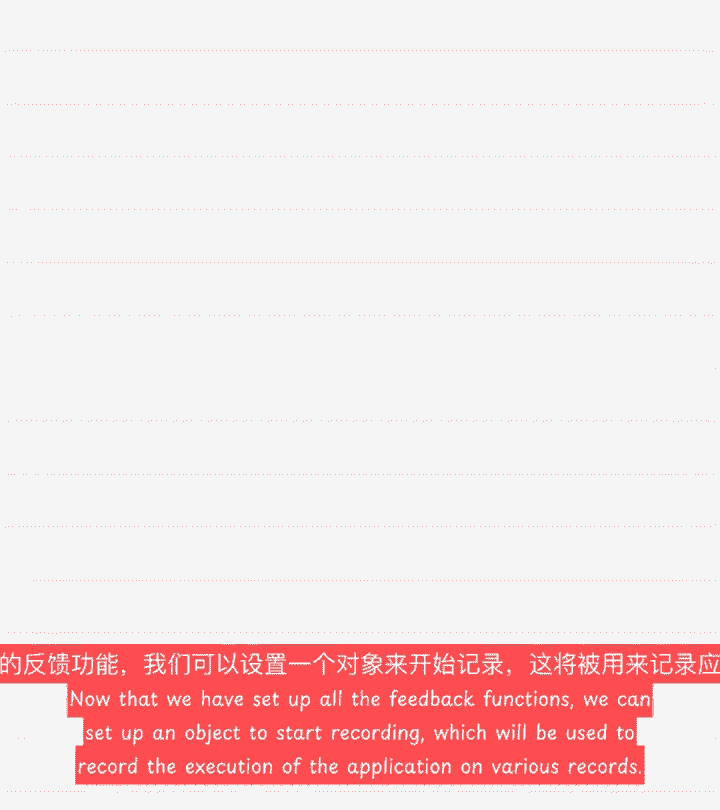 的反馈功能，我们可以设置一个对象来开始记录，这将被用来记录应
Now that we have set up all the feedback functions, we can
set up an object to start recording, which will be used to
record the execution of the application on various records.